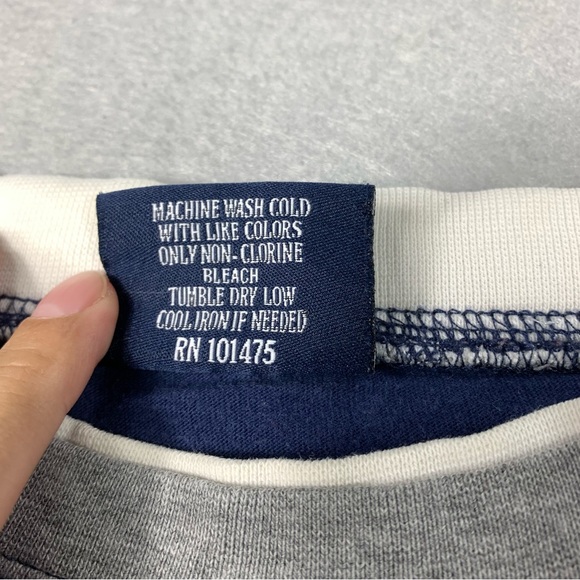 MACHINE WASH COLD
WITH LIKE COLORS
ONLY NON-CLORINE
BLEACH
TUMBLE DRY LOW
COOL IRON IF NEEDED
RN 101475